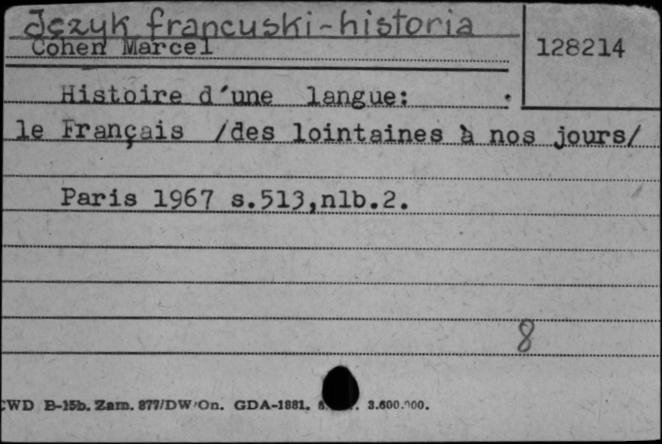 Język francuski-historia
Cohen Marcel
128214
Histoire d'une langue:
le Français /des lointaines à nos jours/
Paris 1967 s.513,nlb.2.
8
CWD B-15b. Zam. 877/DW/On. GDA-1881. 3.600.000.